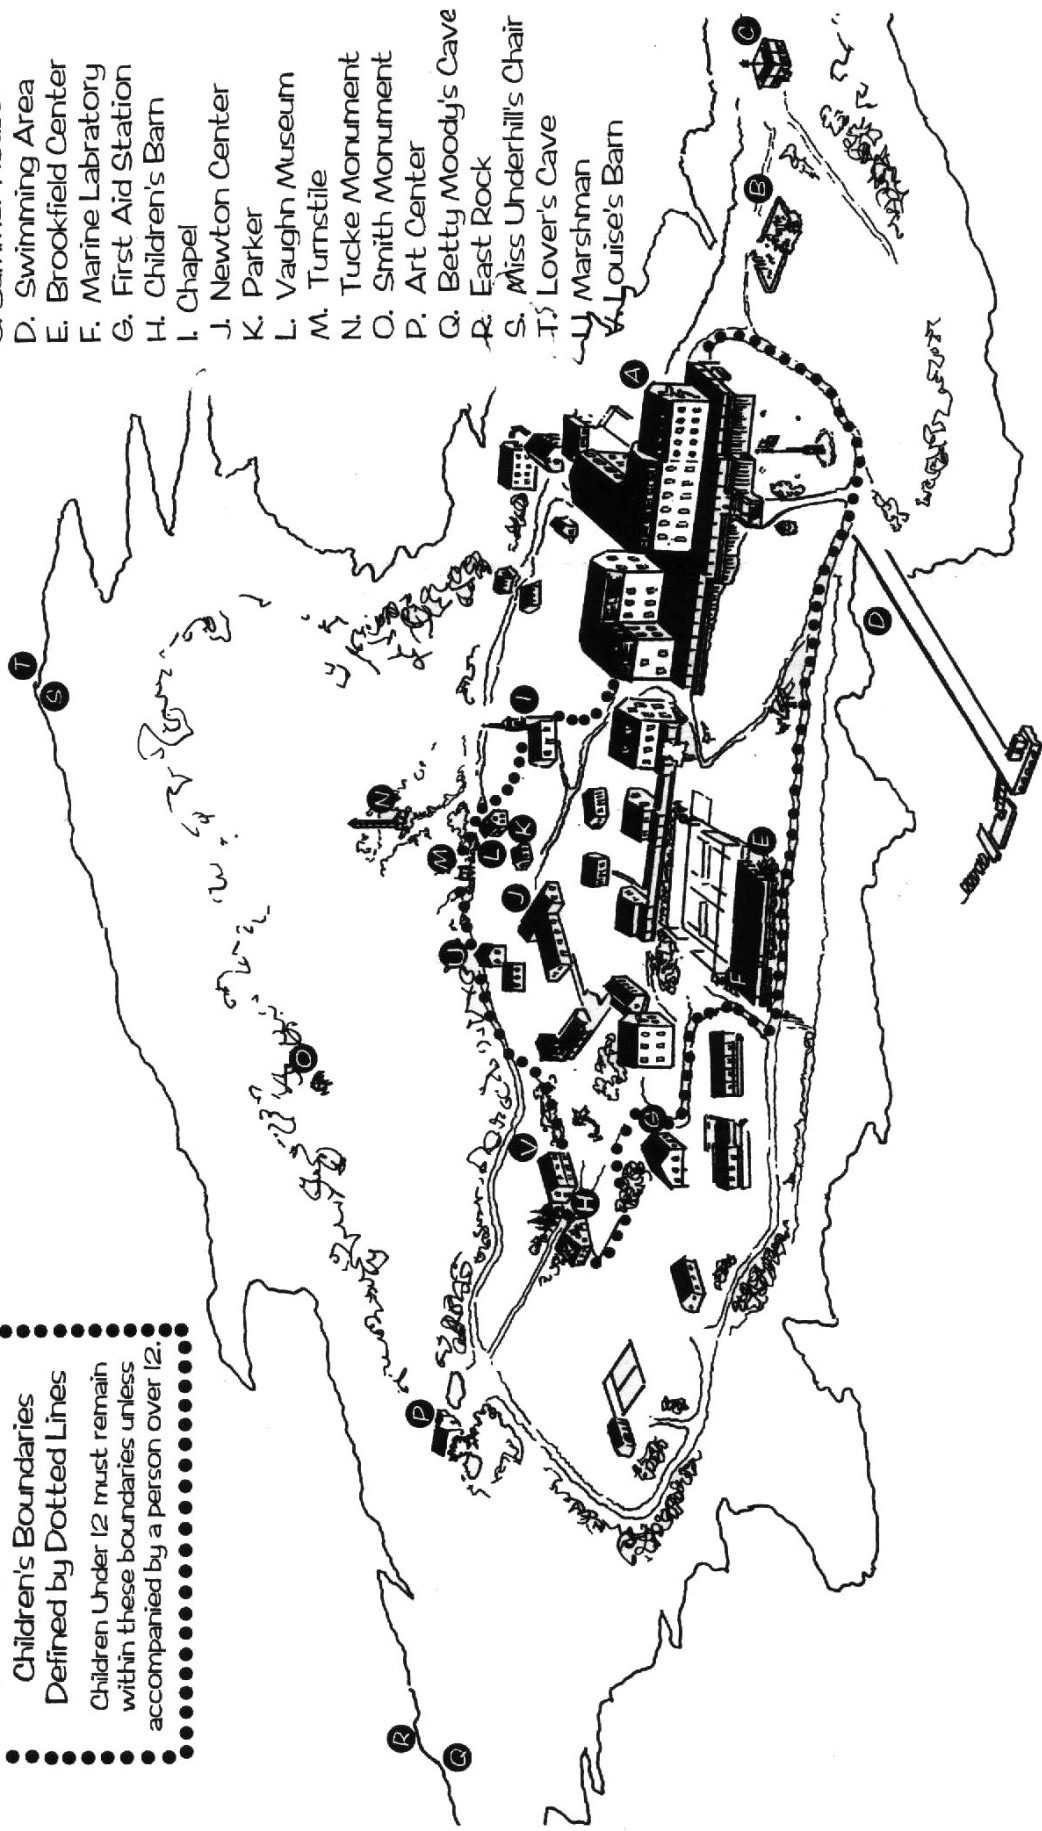 Children's Boundaries
Defined by Dotted Lines
Children Under 12 must remain
within these boundaries unless
accompanied by a person over 12.
D. Swimming Area
E. Brookfield Center
F. Marine Labratory
G. First Aid Station
H. Children's Barn
I. Chapel
J. Newton Center
K. Parker
L. Vaughn Museum
M. Turnstile
N. Tucke Monument
O. Smith Monument
P. Art Center
Q. Betty Moody's Cave
R. East Rock
S. Miss Underhill's Chair
T. Lover's Cave
U. Marshman
V. Louise's Barn
R
Q
P
O
T
S
N
M
U
L
K
J
I
V
H
G
F
E
D
A
B
C